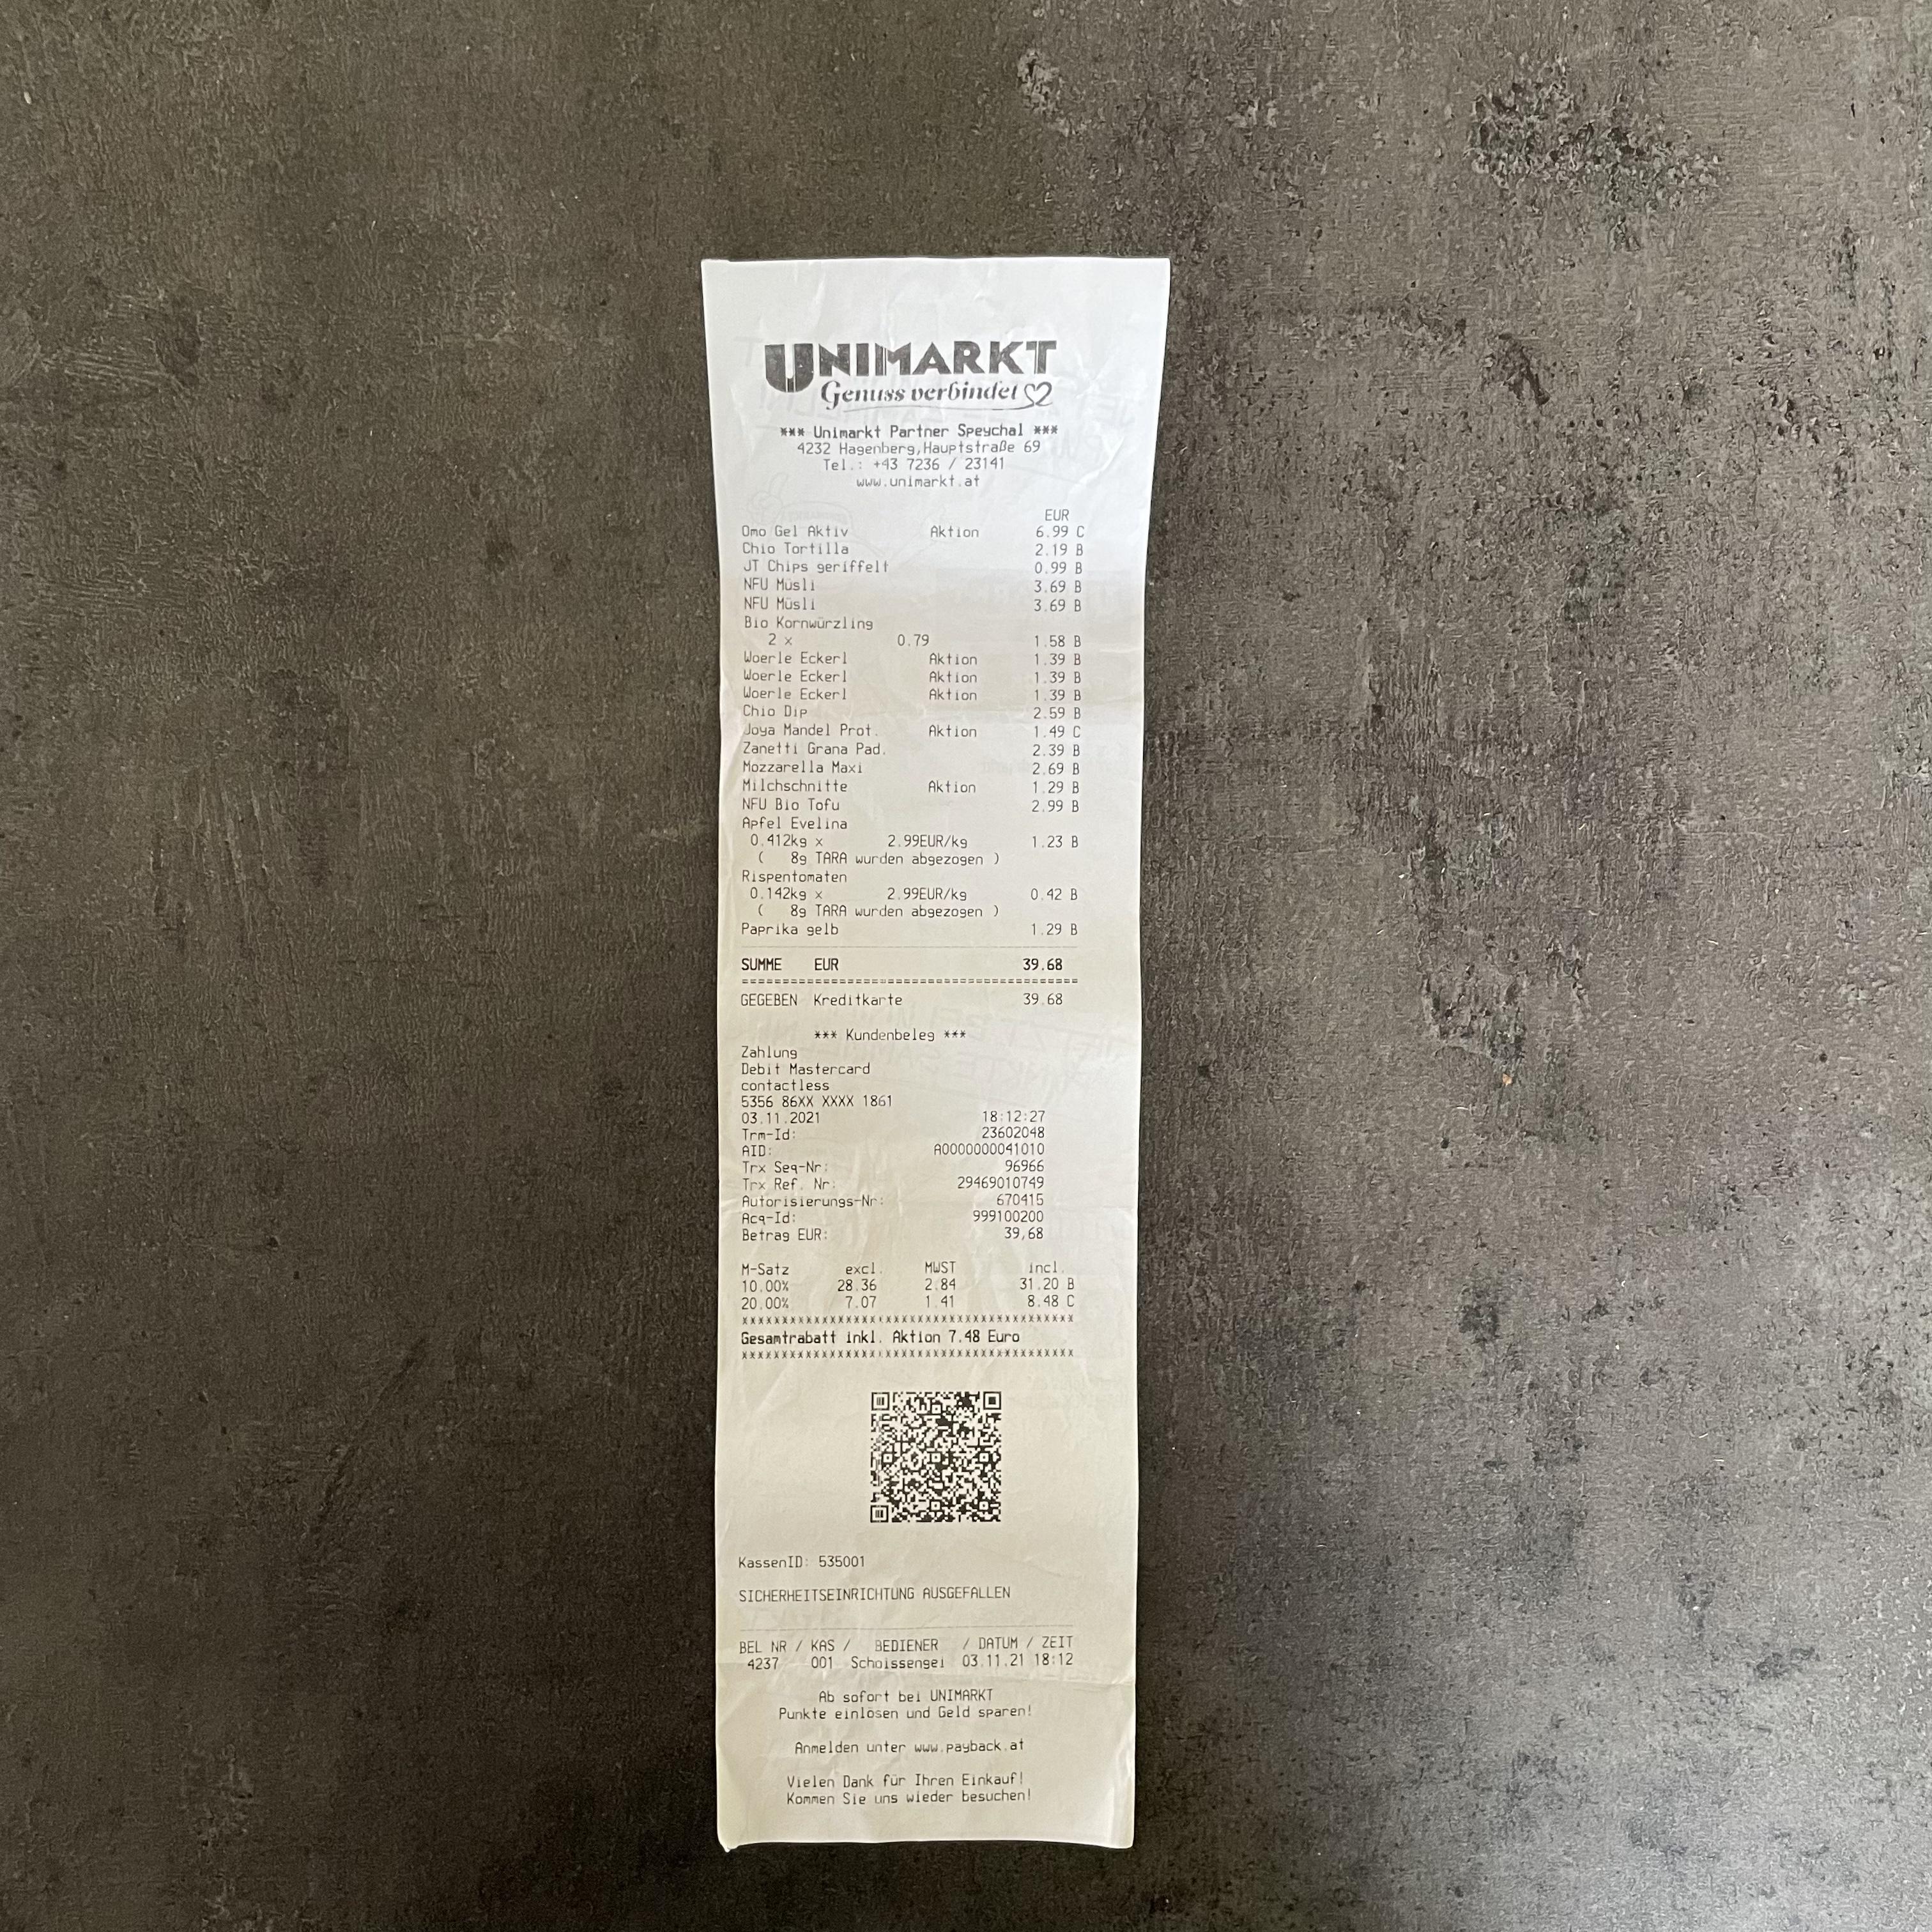 UNIMARKT
Genuss verbindet
*** Unimarkt Partner Speychal ***
4232 Hagenberg,Hauptstraße 69
Tel.: +43 7236 / 23141
www.unimarkt.at
EUR
Omo Gel Aktiv Aktion 6.99 C
Chio Tortilla 2.19 B
JT Chips geriffelt 0.99 B
NFU Müsli 3.69 B
NFU Müsli 3.69 B
Bio Kornwürzling
2 x 0.79 1.58 B
Woerle Eckerl Aktion 1.39 B
Woerle Eckerl Aktion 1.39 B
Woerle Eckerl Aktion 1.39 B
Chio Dip 2.59 B
Joya Mandel Prot. Aktion 1.49 C
Zanetti Grana Pad. 2.39 B
Mozzarella Maxi 2.69 B
Milchschnitte Aktion 1.29 B
NFU Bio Tofu 2.99 B
Apfel Evelina
0.412kg x 2.99EUR/kg 1.23 B
( 8g TARA wurden abgezogen )
Rispentomaten
0.142kg x 2.99EUR/kg 0.42 B
( 8g TARA wurden abgezogen )
Paprika gelb 1.29 B
SUMME EUR 39.68
==========================================
GEGEBEN Kreditkarte 39.68
*** Kundenbeleg ***
Zahlung
Debit Mastercard
contactless
5356 86XX XXXX 1861
03.11.2021 18:12:27
Trm-Id: 23602048
AID: A0000000041010
Trx Seq-Nr: 96966
Trx Ref. Nr: 29469010749
Autorisierungs-Nr: 670415
Acq-Id: 999100200
Betrag EUR: 39,68
M-Satz excl. MWST incl.
10.00% 28.36 2.84 31.20 B
20.00% 7.07 1.41 8.48 C
xxxxxxxxxxxxxxxxxxxxxxxxxxxxxxxxxxxxxxxxxx
Gesamtrabatt inkl. Aktion 7.48 Euro
xxxxxxxxxxxxxxxxxxxxxxxxxxxxxxxxxxxxxxxxxx
KassenID: 535001
SICHERHEITSEINRICHTUNG AUSGEFALLEN
BEL NR / KAS / BEDIENER / DATUM / ZEIT
4237 001 Schoissengei 03.11.21 18:12
Ab sofort bei UNIMARKT
Punkte einlösen und Geld sparen!
Anmelden unter www.payback.at
Vielen Dank für Ihren Einkauf!
Kommen Sie uns wieder besuchen!